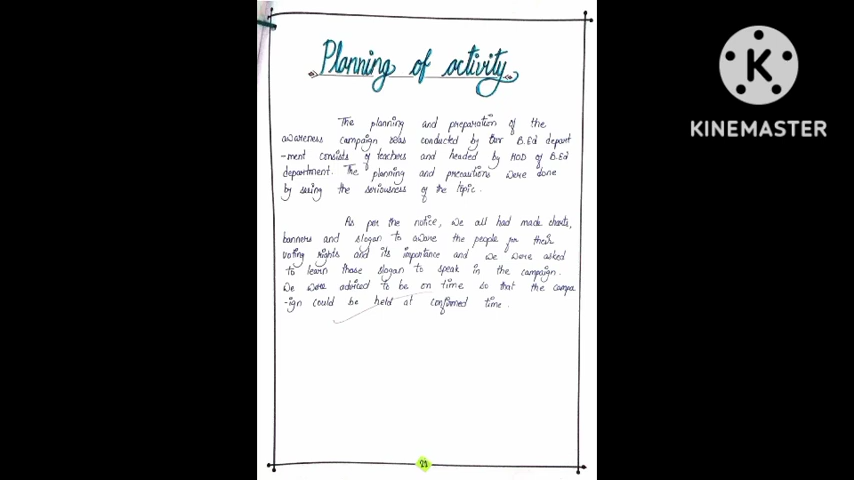 Planning of activity
The planning and preparation of the
awareness campaign was conducted by our B.Ed depart
-ment consists of teachers and headed by HOD of B.Ed
department. The planning and precautions were done
by seeing the seriousness of the topic.
As per the notice, we all had made charts,
banners and slogan to aware the people for their
voting rights and its importance and we were asked
to learn those slogan to speak in the campaign.
We were adviced to be on time so that the campa
-ign could be held at confirmed time.
K
KINEMASTER